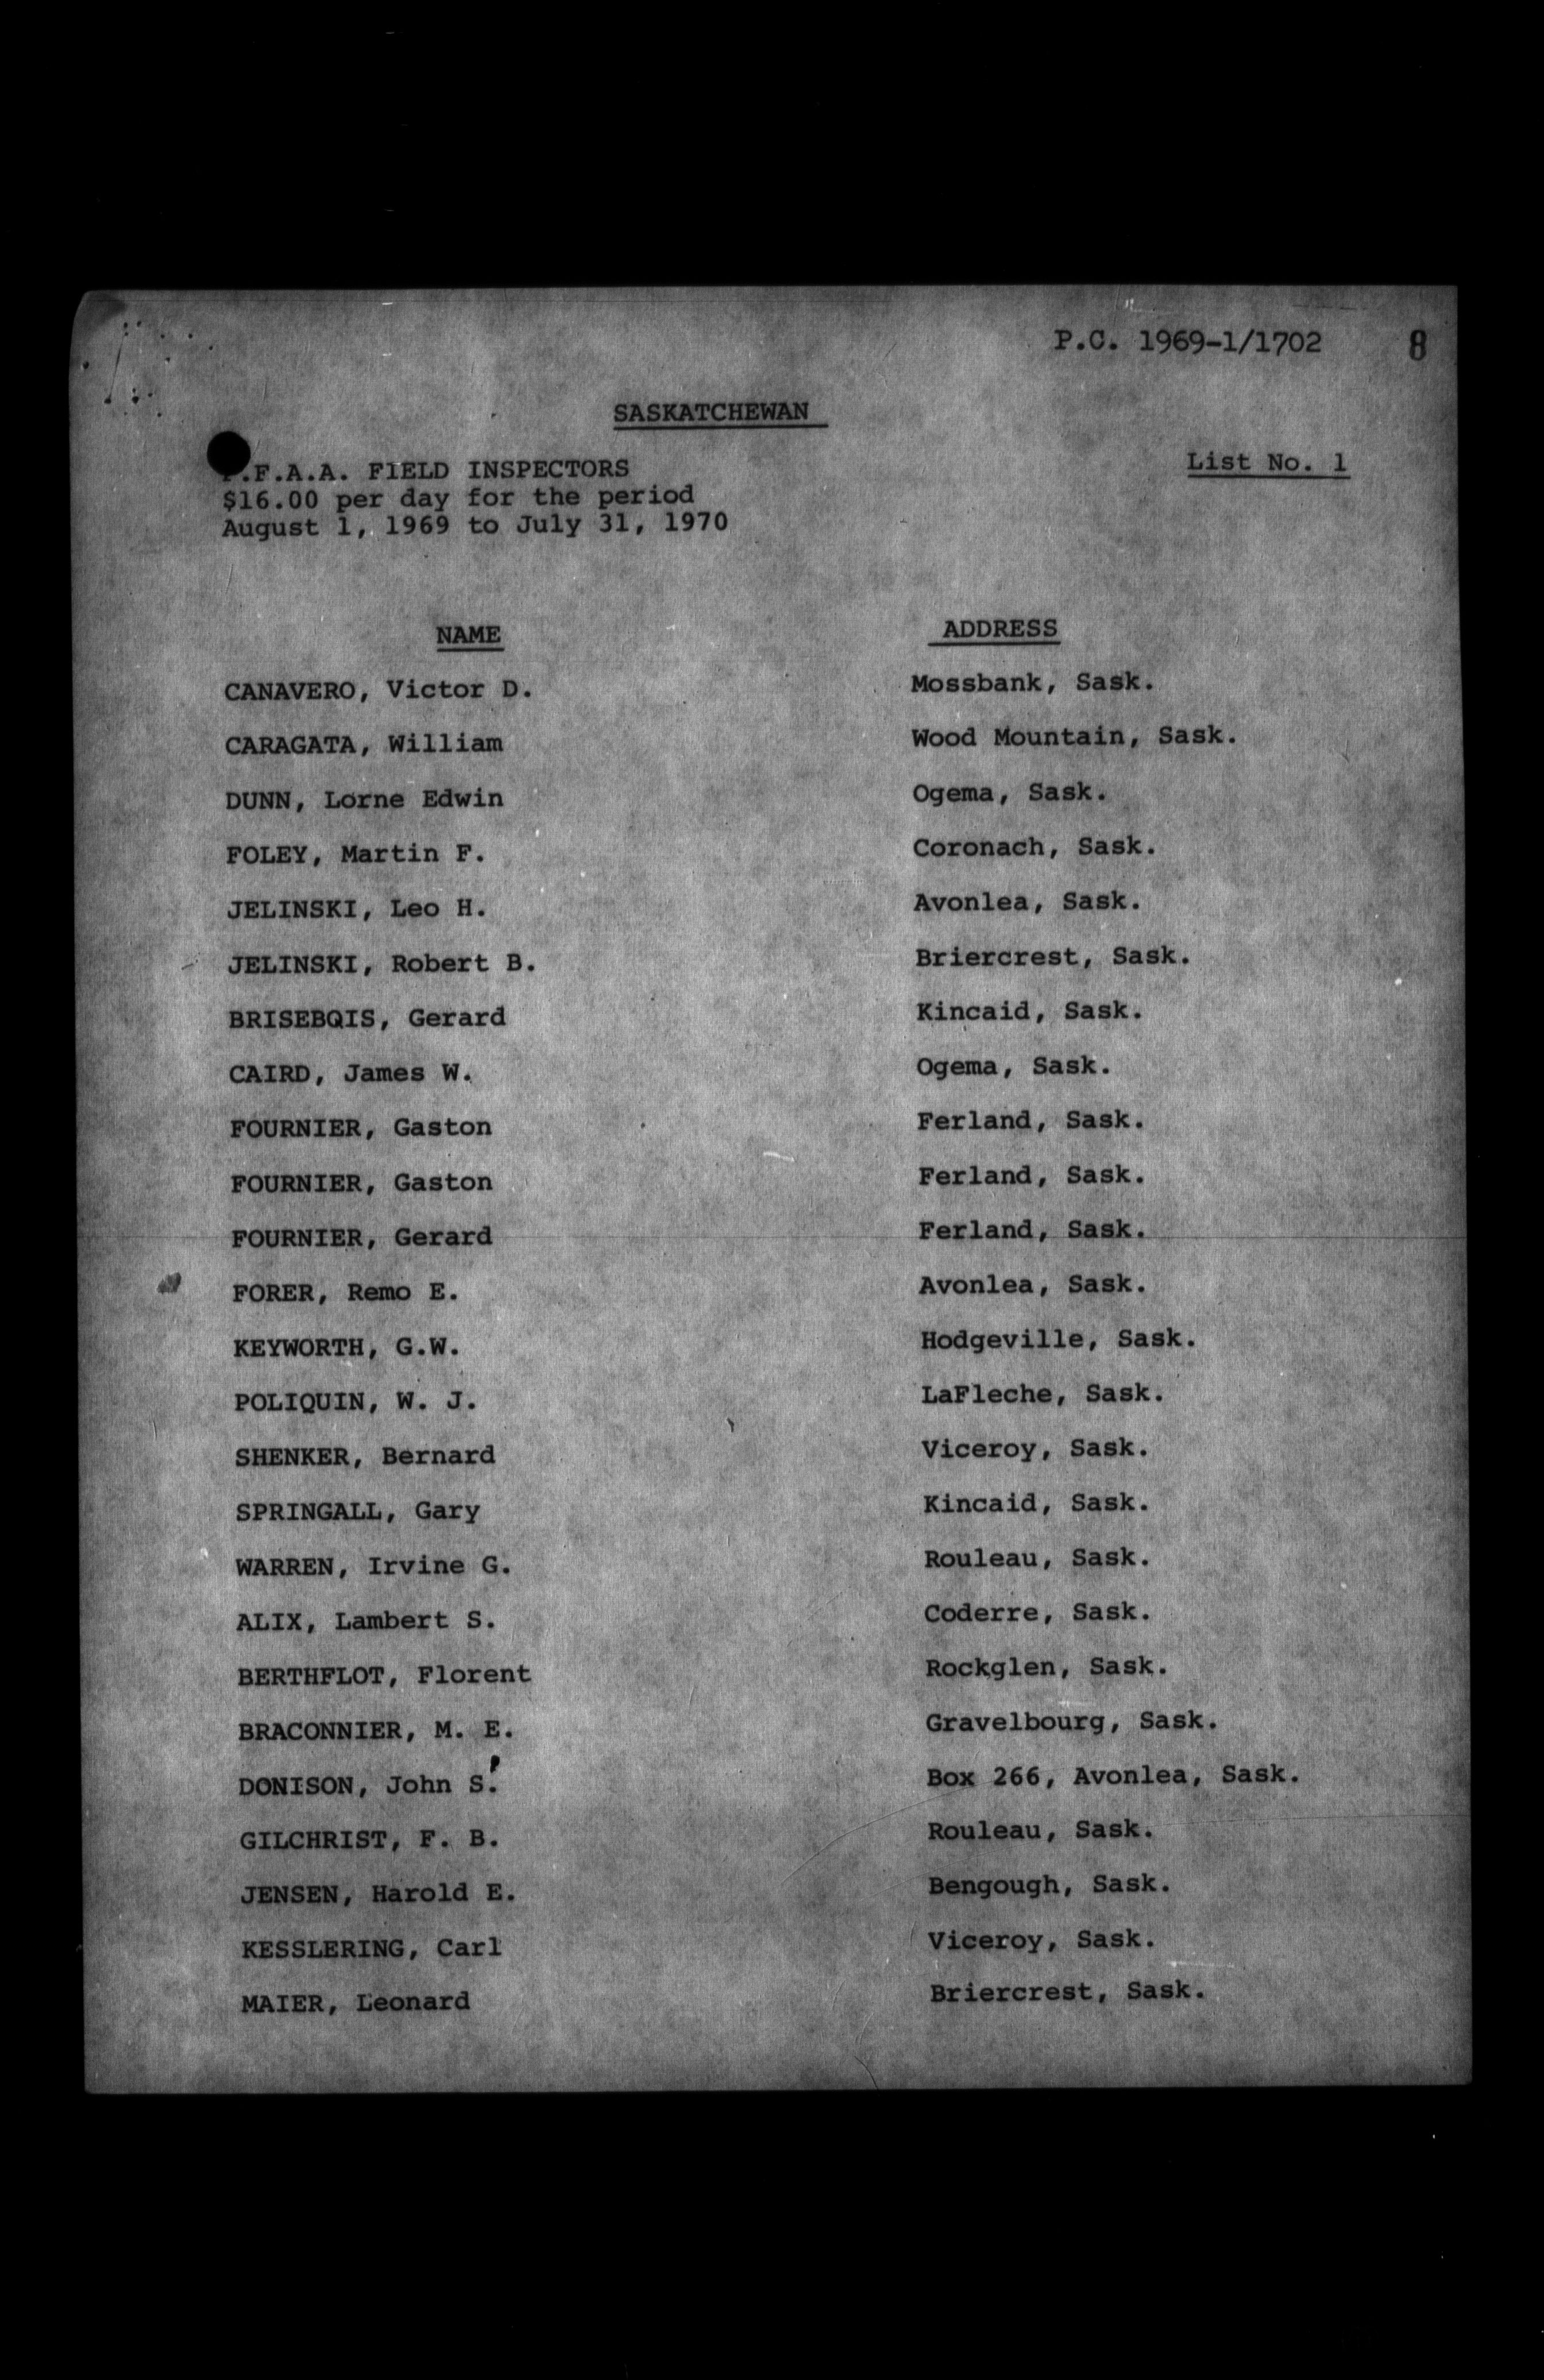 P.C. 1969-1/1702 8
SASKATCHEWAN
.F.A.A. FIELD INSPECTORS List No. 1
$16.00 per day for the period
August 1, 1969 to July 31, 1970
NAME ADDRESS
CANAVERO, Victor D. Mossbank, Sask.
CARAGATA, William Wood Mountain, Sask.
DUNN, Lorne Edwin Ogema, Sask.
FOLEY, Martin F. Coronach, Sask.
JELINSKI, Leo H. Avonlea, Sask.
JELINSKI, Robert B. Briercrest, Sask.
BRISEBQIS, Gerard Kincaid, Sask.
CAIRD, James W. Ogema, Sask.
FOURNIER, Gaston Ferland, Sask.
FOURNIER, Gaston Ferland, Sask.
FOURNIER, Gerard Ferland, Sask.
FORER, Remo E. Avonlea, Sask.
KEYWORTH, G.W. Hodgeville, Sask.
POLIQUIN, W. J. LaFleche, Sask.
SHENKER, Bernard Viceroy, Sask.
SPRINGALL, Gary Kincaid, Sask.
WARREN, Irvine G. Rouleau, Sask.
ALIX, Lambert S. Coderre, Sask.
BERTHFLOT, Florent Rockglen, Sask.
BRACONNIER, M. E. Gravelbourg, Sask.
DONISON, John S. Box 266, Avonlea, Sask.
GILCHRIST, F. B. Rouleau, Sask.
JENSEN, Harold E. Bengough, Sask.
KESSLERING, Carl Viceroy, Sask.
MAIER, Leonard Briercrest, Sask.